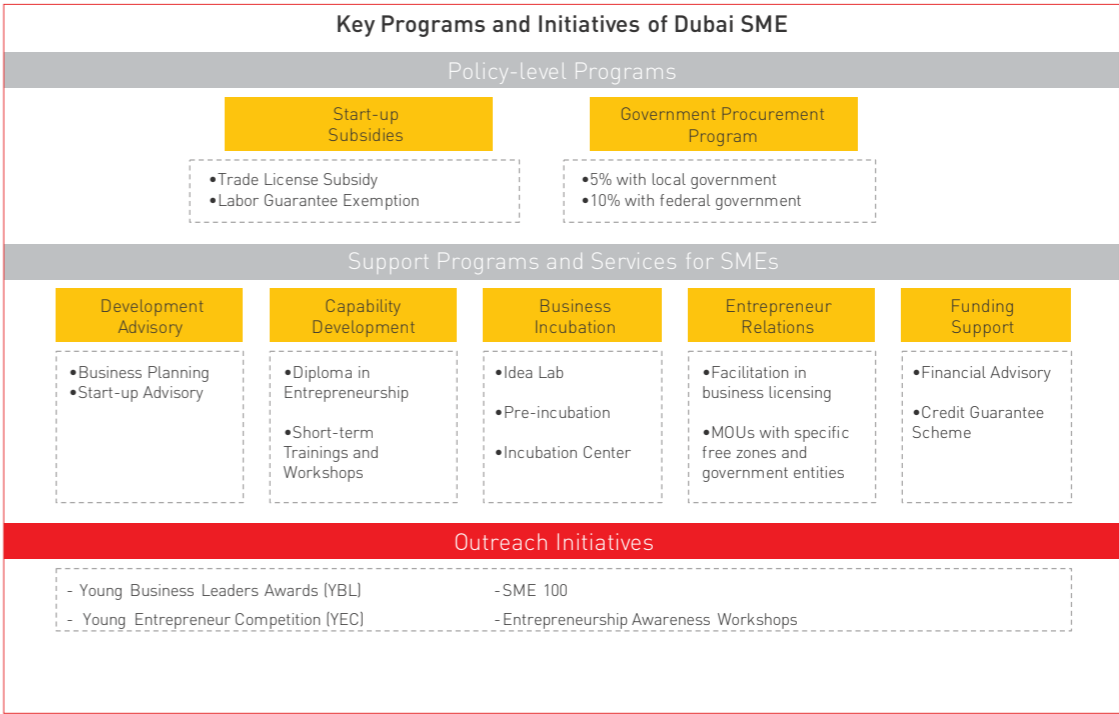 Key Programs and Initiatives of Dubai SME
Policy-level Programs
Start-up
Subsidies
•Trade License Subsidy
•Labor Guarantee Exemption
Government Procurement
Program
•5% with local government
•10% with federal government
Support Programs and Services for SMEs
Development
Advisory
•Business Planning
•Start-up Advisory
Capability
Development
•Diploma in
Entrepreneurship
•Short-term
Trainings and
Workshops
Business
Incubation
•Idea Lab
•Pre-incubation
•Incubation Center
Entrepreneur
Relations
•Facilitation in
business licensing
•MOUs with specific
free zones and
government entities
Funding
Support
•Financial Advisory
•Credit Guarantee
Scheme
Outreach Initiatives
- Young Business Leaders Awards (YBL)
- Young Entrepreneur Competition (YEC)
-SME 100
-Entrepreneurship Awareness Workshops